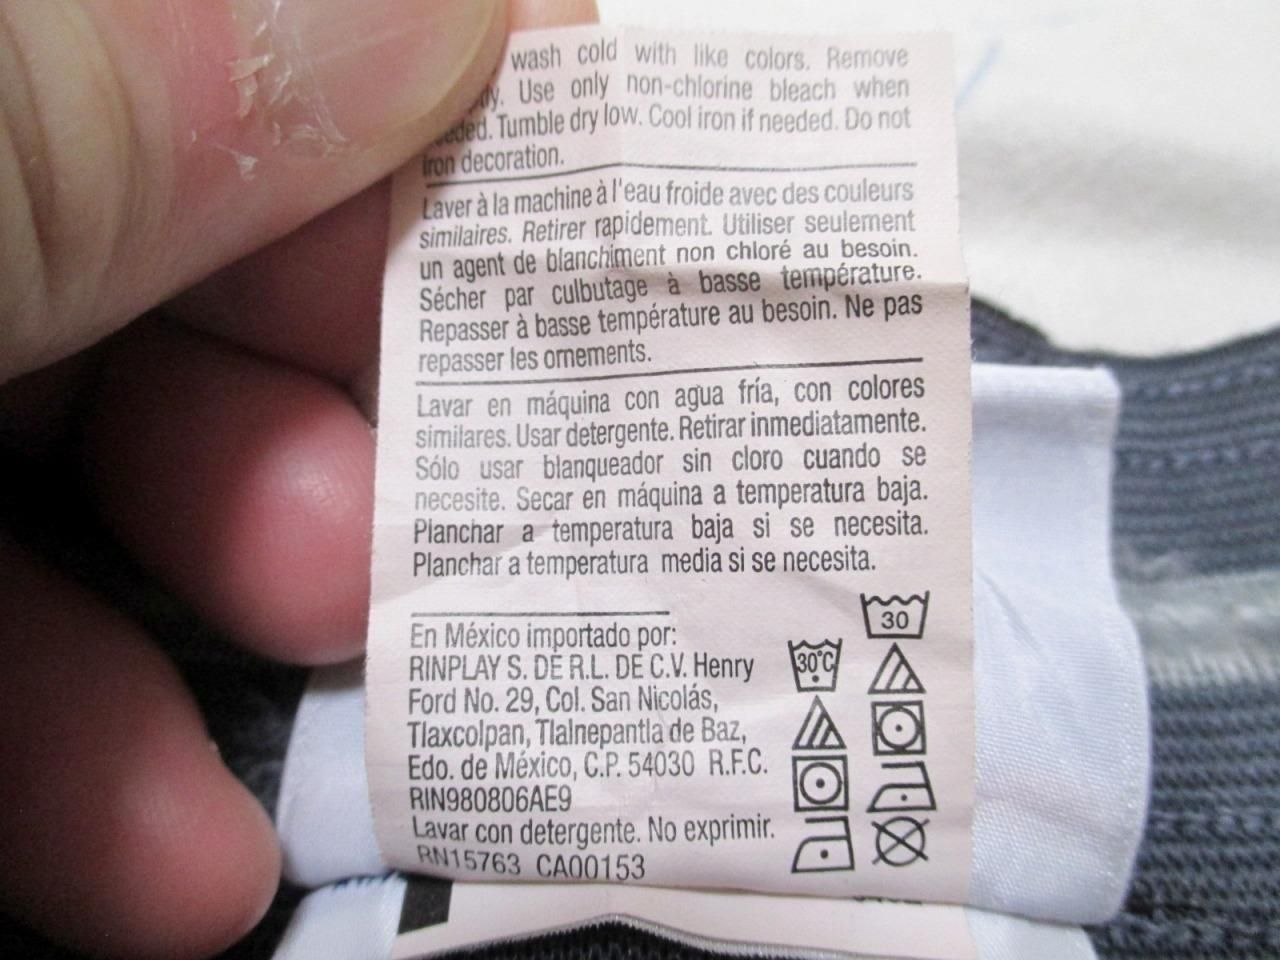 wash cold with like colors. Remove
Use only non-chlorine bleach when
Tumble dry low. Cool iron if needed. Do not
iron decoration.
Laver à la machine à l'eau froide avec des couleurs
similaires. Retirer rapidement. Utiliser seulement
un agent de blanchiment non chloré au besoin.
Sécher par culbutage à basse température.
Repasser à basse température au besoin. Ne pas
repasser les ornements.
Lavar en máquina con agua fría, con colores
similares. Usar detergente. Retirar inmediatamente.
Sólo usar blanqueador sin cloro cuando se
necesite. Secar en máquina a temperatura baja.
Planchar a temperatura baja si se necesita.
Planchar a temperatura media si se necesita.
En México importado por:
RINPLAY S. DE R.L. DE C.V. Henry
Ford No. 29, Col. San Nicolás,
Tlaxcolpan, Tlalnepantla de Baz,
Edo. de México, C.P. 54030 R.F.C.
RIN980806AE9
Lavar con detergente. No exprimir.
RN15763 CA00153
30
30°C